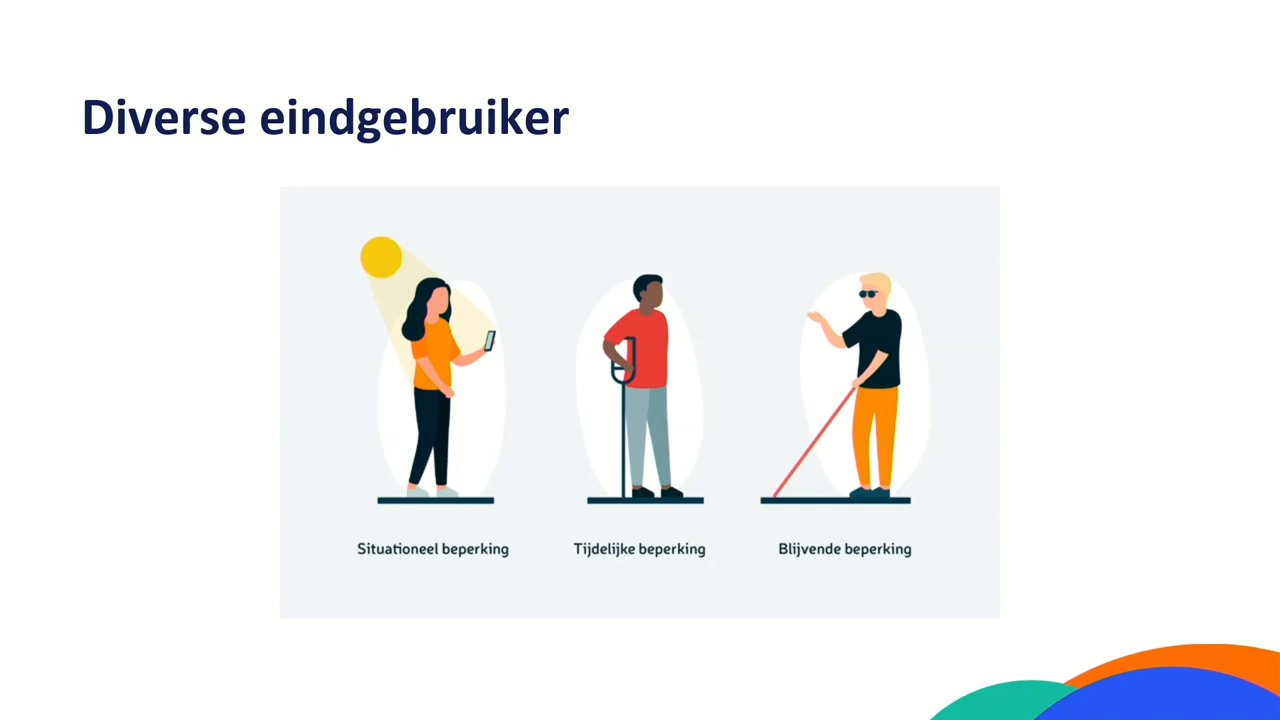 Diverse eindgebruiker
Situationeel beperking
Tijdelijke beperking
Blijvende beperking